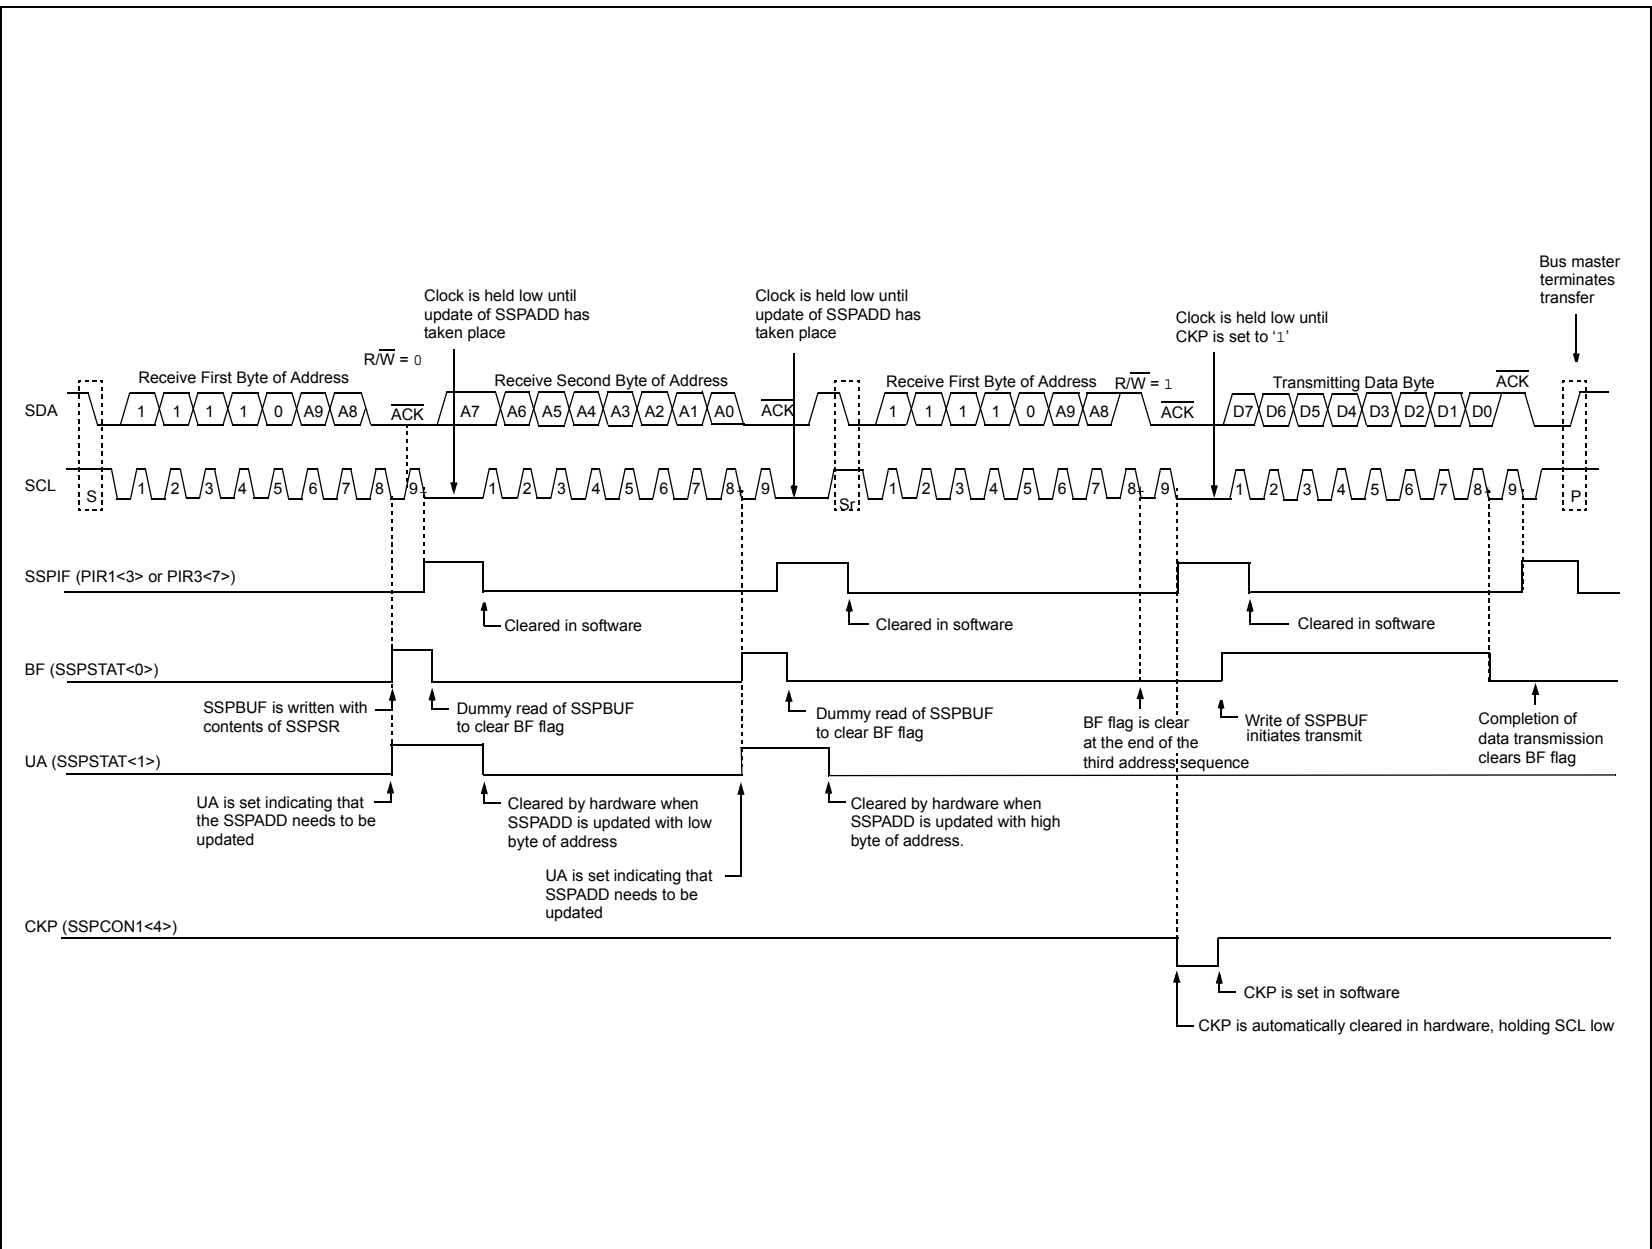 Bus master
terminates
transfer
Clock is held low until
update of SSPADD has
taken place
Clock is held low until
update of SSPADD has
taken place
Clock is held low until
CKP is set to ‘1’
R/W = 0
Receive First Byte of Address
Receive Second Byte of Address
Receive First Byte of Address
R/W = 1
Transmitting Data Byte
ACK
SDA
1 1 1 1 0 A9 A8
ACK
A7 A6 A5 A4 A3 A2 A1 A0
ACK
1 1 1 1 0 A9 A8
ACK
D7 D6 D5 D4 D3 D2 D1 D0
SCL
S
1 2 3 4 5 6 7 8 9
1 2 3 4 5 6 7 8 9
Sr
1 2 3 4 5 6 7 8 9
1 2 3 4 5 6 7 8 9
P
SSPIF (PIR1<3> or PIR3<7>)
Cleared in software
Cleared in software
Cleared in software
BF (SSPSTAT<0>)
SSPBUF is written with
contents of SSPSR
Dummy read of SSPBUF
to clear BF flag
Dummy read of SSPBUF
to clear BF flag
BF flag is clear
at the end of the
third address sequence
Write of SSPBUF
initiates transmit
Completion of
data transmission
clears BF flag
UA (SSPSTAT<1>)
UA is set indicating that
the SSPADD needs to be
updated
Cleared by hardware when
SSPADD is updated with low
byte of address
Cleared by hardware when
SSPADD is updated with high
byte of address.
UA is set indicating that
SSPADD needs to be
updated
CKP (SSPCON1<4>)
CKP is set in software
CKP is automatically cleared in hardware, holding SCL low